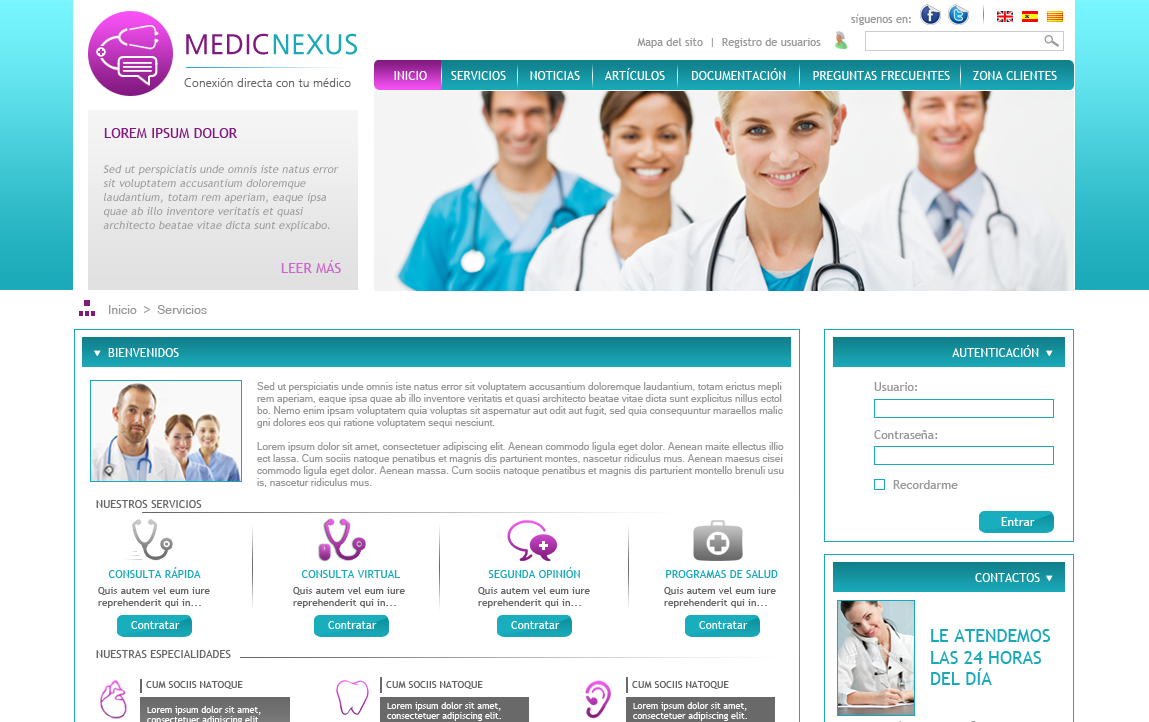 MEDICNEXUS
Conexión directa con tu médico
síguenos en:
Mapa del sito | Registro de usuarios
INICIO SERVICIOS NOTICIAS ARTÍCULOS DOCUMENTACIÓN PREGUNTAS FRECUENTES ZONA CLIENTES
LOREM IPSUM DOLOR
Sed ut perspiciatis unde omnis iste natus error
sit voluptatem accusantium doloremque
laudantium, totam rem aperiam, eaque ipsa
quae ab illo inventore veritatis et quasi
architecto beatae vitae dicta sunt explicabo.
LEER MÁS
Inicio > Servicios
BIENVENIDOS
Sed ut perspiciatis unde omnis iste natus error sit voluptatem accusantium doloremque laudantium, totam erictus mepli
rem aperiam, eaque ipsa quae ab illo inventore veritatis et quasi architecto beatae vitae dicta sunt explicitus nillus ectol
bo. Nemo enim ipsam voluptatem quia voluptas sit aspernatur aut odit aut fugit, sed quia consequuntur maraellos malic
gni dolores eos qui ratione voluptatem sequi nesciunt.
Lorem ipsum dolor sit amet, consectetuer adipiscing elit. Aenean commodo ligula eget dolor. Aenean maite ellectus illio
ect lassa. Cum sociis natoque penatibus et magnis dis parturient montes, nascetur ridiculus mus. Aenean maesus cisei
commodo ligula eget dolor. Aenean massa. Cum sociis natoque penatibus et magnis dis parturient montello brenuli usu
is, nascetur ridiculus mus.
NUESTROS SERVICIOS
CONSULTA RÁPIDA
Quis autem vel eum iure
reprehenderit qui in...
Contratar
CONSULTA VIRTUAL
Quis autem vel eum iure
reprehenderit qui in...
Contratar
SEGUNDA OPINIÓN
Quis autem vel eum iure
reprehenderit qui in...
Contratar
PROGRAMAS DE SALUD
Quis autem vel eum iure
reprehenderit qui in...
Contratar
NUESTRAS ESPECIALIDADES
CUM SOCIIS NATOQUE
Lorem ipsum dolor sit amet,
consectetuer adipiscing elit.
CUM SOCIIS NATOQUE
Lorem ipsum dolor sit amet,
consectetuer adipiscing elit.
CUM SOCIIS NATOQUE
Lorem ipsum dolor sit amet,
consectetuer adipiscing elit.
AUTENTICACIÓN
Usuario:
Contraseña:
Recordarme
Entrar
CONTACTOS
LE ATENDEMOS
LAS 24 HORAS
DEL DÍA